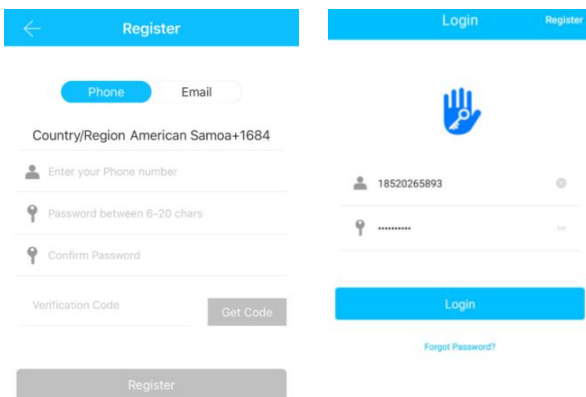 Register
Phone Email
Country/Region American Samoa+1684
Enter your Phone number
Password between 6-20 chars
Confirm Password
Verification Code Get Code
Register
Login Register
18520265893
••••••••••
Login
Forgot Password?